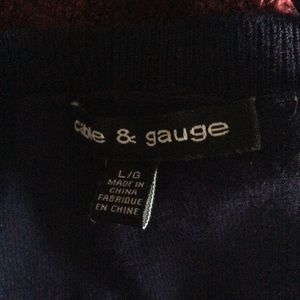 cable & gauge
L/G
MADE IN
CHINA
FABRIQUE
EN CHINE